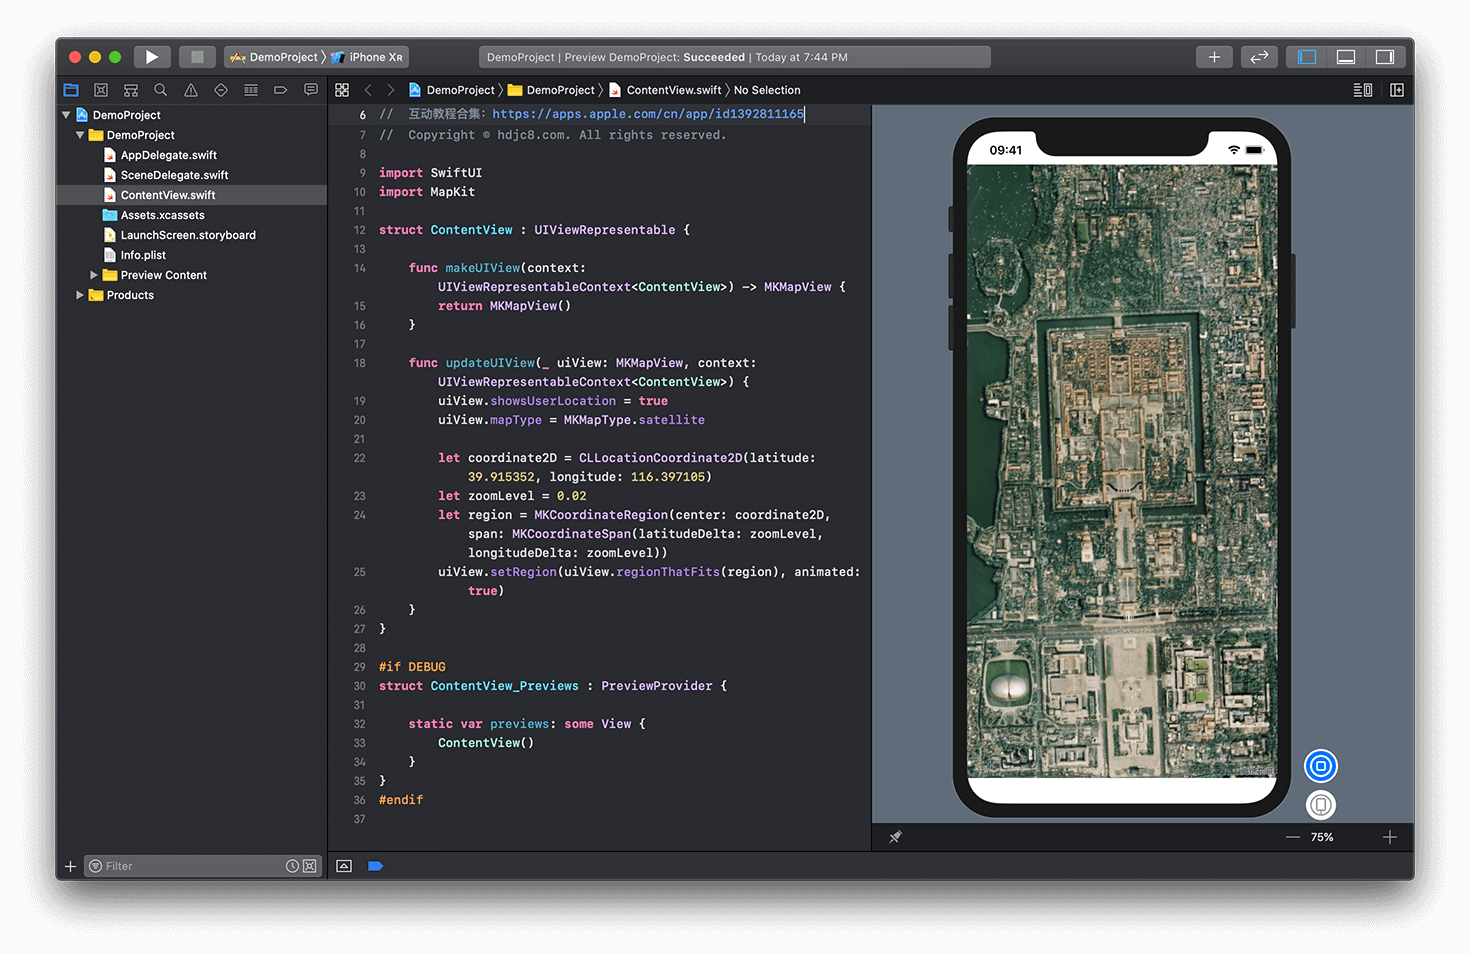 DemoProject 〉 iPhone XR
DemoProject | Preview DemoProject: Succeeded | Today at 7:44 PM
DemoProject 〉 DemoProject 〉 ContentView.swift 〉 No Selection
DemoProject
DemoProject
AppDelegate.swift
SceneDelegate.swift
ContentView.swift
Assets.xcassets
LaunchScreen.storyboard
Info.plist
Preview Content
Products
Filter
6 // 互动教程合集：https://apps.apple.com/cn/app/id1392811165
7 // Copyright © hdjc8.com. All rights reserved.
8
9 import SwiftUI
10 import MapKit
11
12 struct ContentView : UIViewRepresentable {
13
14 func makeUIView(context:
UIViewRepresentableContext<ContentView>) -> MKMapView {
15 return MKMapView()
16 }
17
18 func updateUIView(_ uiView: MKMapView, context:
UIViewRepresentableContext<ContentView>) {
19 uiView.showsUserLocation = true
20 uiView.mapType = MKMapType.satellite
21
22 let coordinate2D = CLLocationCoordinate2D(latitude:
39.915352, longitude: 116.397105)
23 let zoomLevel = 0.02
24 let region = MKCoordinateRegion(center: coordinate2D,
span: MKCoordinateSpan(latitudeDelta: zoomLevel,
longitudeDelta: zoomLevel))
25 uiView.setRegion(uiView.regionThatFits(region), animated:
true)
26 }
27 }
28
29 #if DEBUG
30 struct ContentView_Previews : PreviewProvider {
31
32 static var previews: some View {
33 ContentView()
34 }
35 }
36 #endif
37
09:41
75%